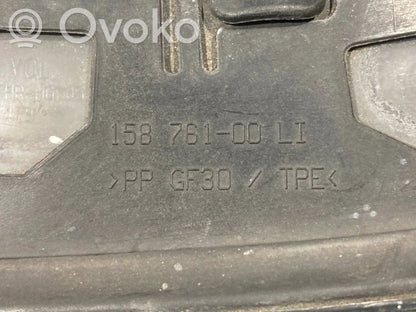 Ovoko
158 761-00 LI
>PP GF30 / TPE<